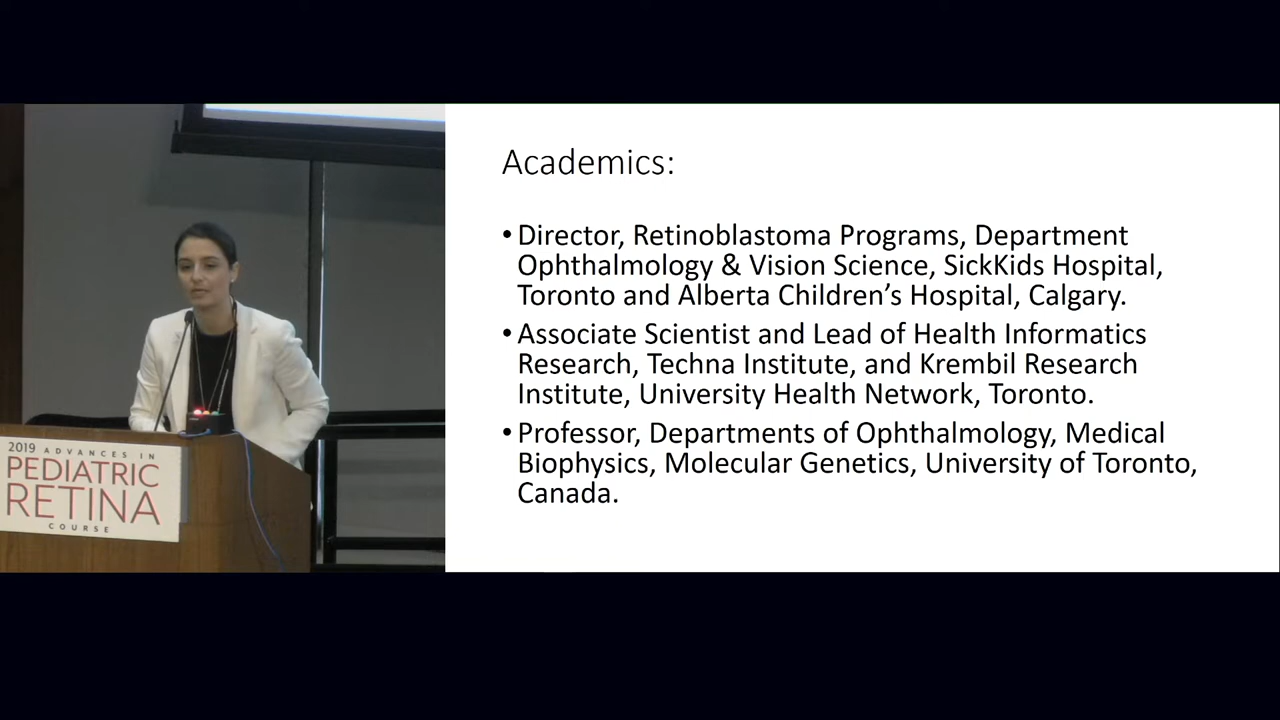 Academics:
• Director, Retinoblastoma Programs, Department
Ophthalmology & Vision Science, SickKids Hospital,
Toronto and Alberta Children’s Hospital, Calgary.
• Associate Scientist and Lead of Health Informatics
Research, Techna Institute, and Krembil Research
Institute, University Health Network, Toronto.
• Professor, Departments of Ophthalmology, Medical
Biophysics, Molecular Genetics, University of Toronto,
Canada.
2019 ADVANCES IN
PEDIATRIC
RETINA
COURSE